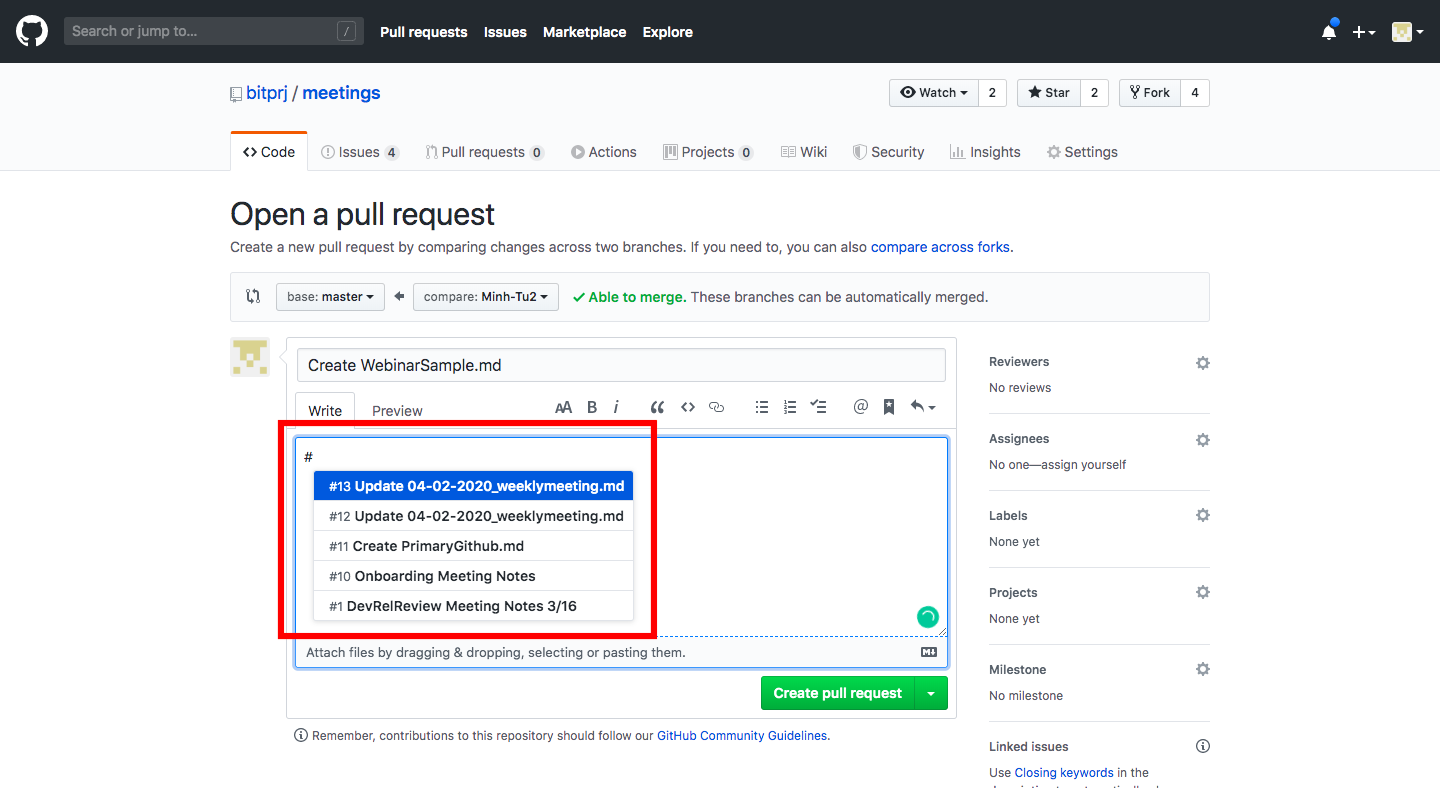 Search or jump to... / Pull requests Issues Marketplace Explore
bitprj / meetings Watch 2 Star 2 Fork 4
Code Issues 4 Pull requests 0 Actions Projects 0 Wiki Security Insights Settings
Open a pull request
Create a new pull request by comparing changes across two branches. If you need to, you can also compare across forks.
base: master compare: Minh-Tu2 Able to merge. These branches can be automatically merged.
Create WebinarSample.md
Write Preview AA B i @
#
#13 Update 04-02-2020_weeklymeeting.md
#12 Update 04-02-2020_weeklymeeting.md
#11 Create PrimaryGithub.md
#10 Onboarding Meeting Notes
#1 DevRelReview Meeting Notes 3/16
Attach files by dragging & dropping, selecting or pasting them.
Create pull request
Remember, contributions to this repository should follow our GitHub Community Guidelines.
Reviewers
No reviews
Assignees
No one—assign yourself
Labels
None yet
Projects
None yet
Milestone
No milestone
Linked issues
Use Closing keywords in the